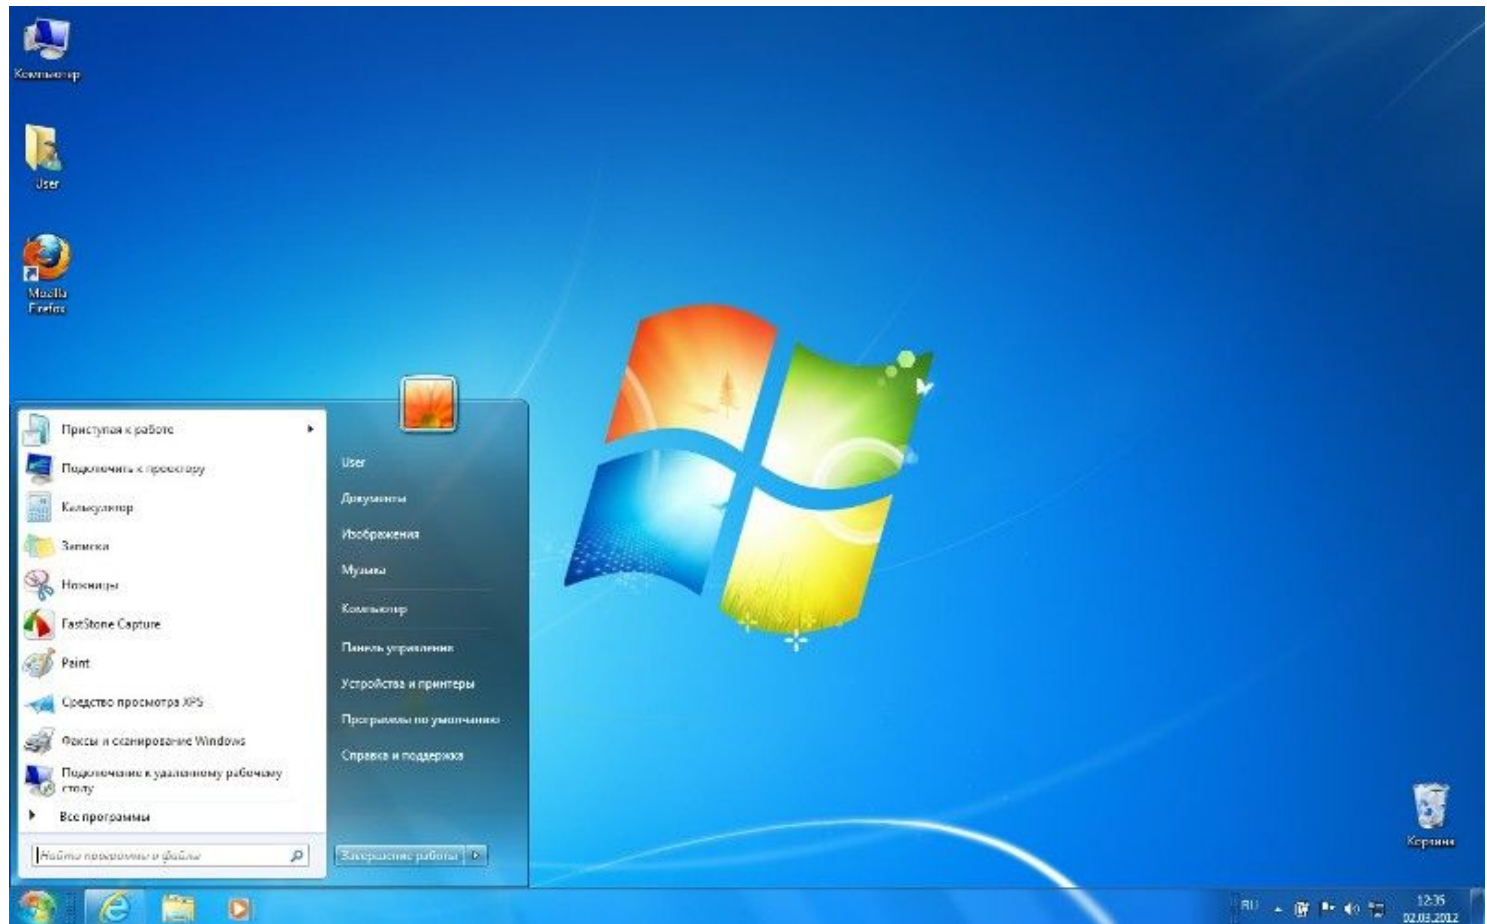 Компьютер
User
Mozilla
Firefox
Приступая к работе
Подключить к проектору
Калькулятор
Записки
Ножницы
FastStone Capture
Paint
Средство просмотра XPS
Факсы и сканирование Windows
Подключение к удаленному рабочему
столу
Все программы
Найти программы и файлы
User
Документы
Изображения
Музыка
Компьютер
Панель управления
Устройства и принтеры
Программы по умолчанию
Справка и поддержка
Завершение работы
Корзина
RU
12:35
02.03.2012